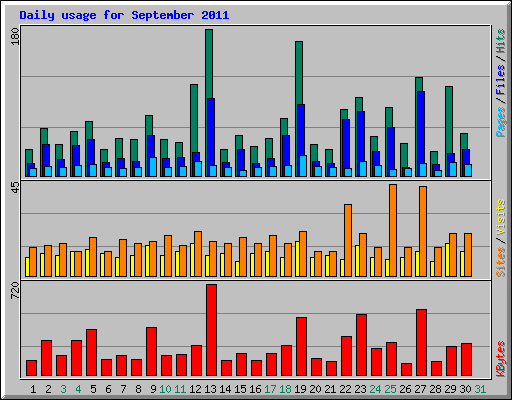 Daily usage for September 2011
180
Pages / Files / Hits
45
Sites / Visits
720
KBytes
1 2 3 4 5 6 7 8 9 10 11 12 13 14 15 16 17 18 19 20 21 22 23 24 25 26 27 28 29 30 31